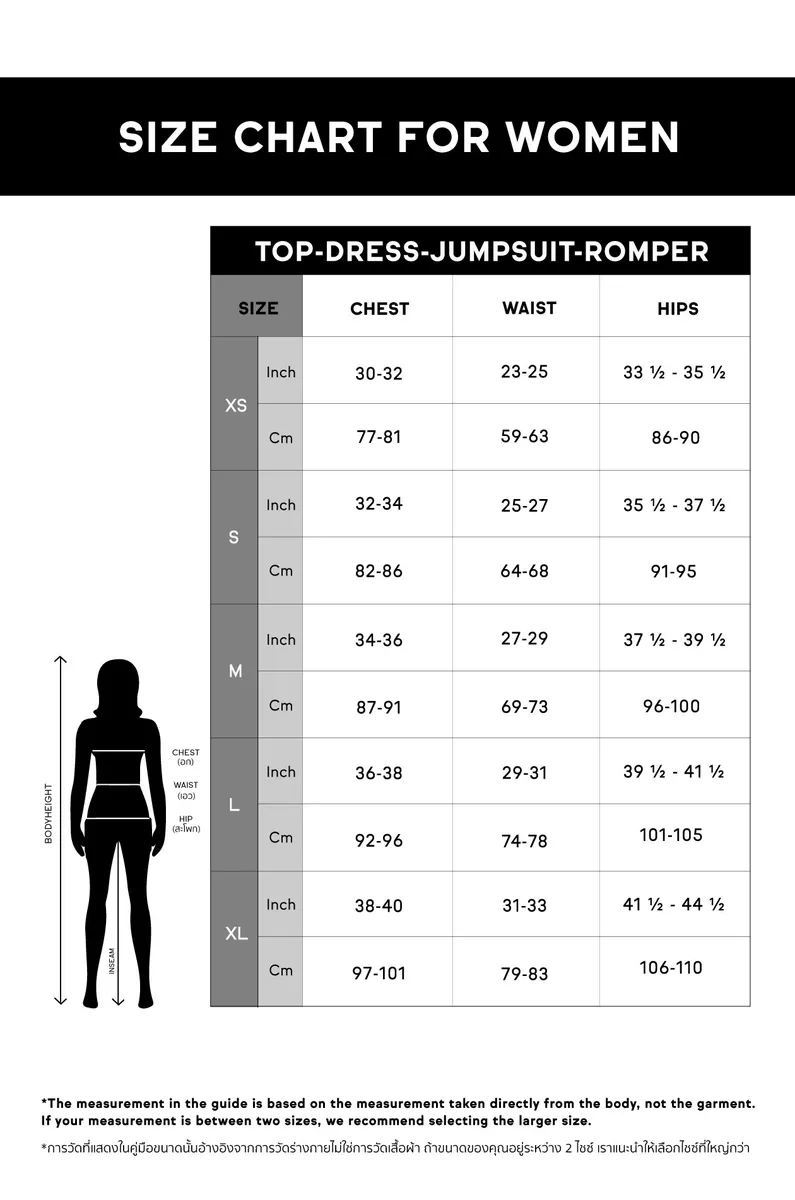 SIZE CHART FOR WOMEN
TOP-DRESS-JUMPSUIT-ROMPER
SIZE CHEST WAIST HIPS
XS
Inch 30-32 23-25 33 ½ - 35 ½
Cm 77-81 59-63 86-90
S
Inch 32-34 25-27 35 ½ - 37 ½
Cm 82-86 64-68 91-95
M
Inch 34-36 27-29 37 ½ - 39 ½
Cm 87-91 69-73 96-100
L
Inch 36-38 29-31 39 ½ - 41 ½
Cm 92-96 74-78 101-105
XL
Inch 38-40 31-33 41 ½ - 44 ½
Cm 97-101 79-83 106-110
BODYHEIGHT
CHEST
(อก)
WAIST
(เอว)
HIP
(สะโพก)
INSEAM
*The measurement in the guide is based on the measurement taken directly from the body, not the garment.
If your measurement is between two sizes, we recommend selecting the larger size.
*การวัดที่แสดงในคู่มือขนาดนั้นอ้างอิงจากการวัดร่างกายไม่ใช่การวัดเสื้อผ้า ถ้าขนาดของคุณอยู่ระหว่าง 2 ไซซ์ เราแนะนำให้เลือกไซซ์ที่ใหญ่กว่า